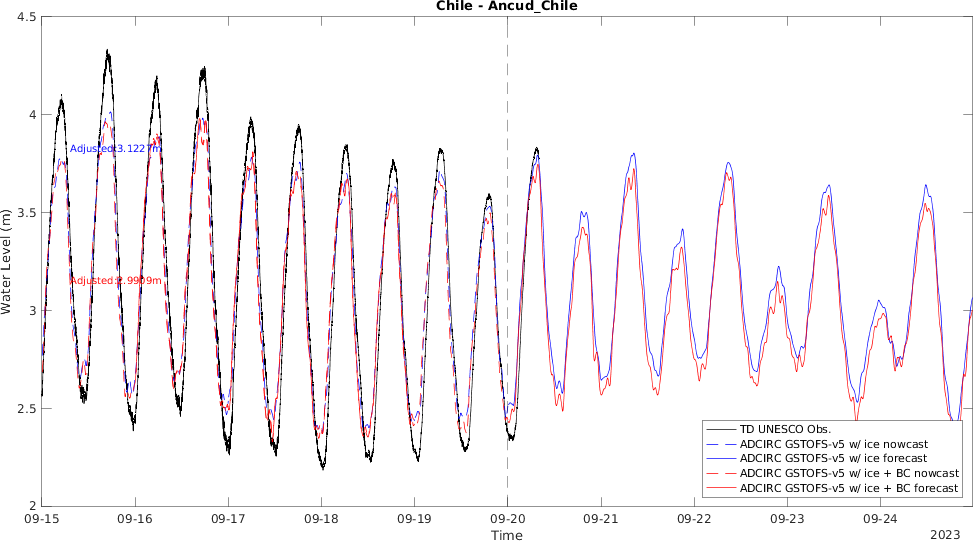 Chile - Ancud_Chile
4.5
4
3.5
3
2.5
2
Water Level (m)
Adjusted:3.1227m
Adjusted:2.9909m
TD UNESCO Obs.
ADCIRC GSTOFS-v5 w/ ice nowcast
ADCIRC GSTOFS-v5 w/ ice forecast
ADCIRC GSTOFS-v5 w/ ice + BC nowcast
ADCIRC GSTOFS-v5 w/ ice + BC forecast
09-15 09-16 09-17 09-18 09-19 09-20 09-21 09-22 09-23 09-24
Time
2023